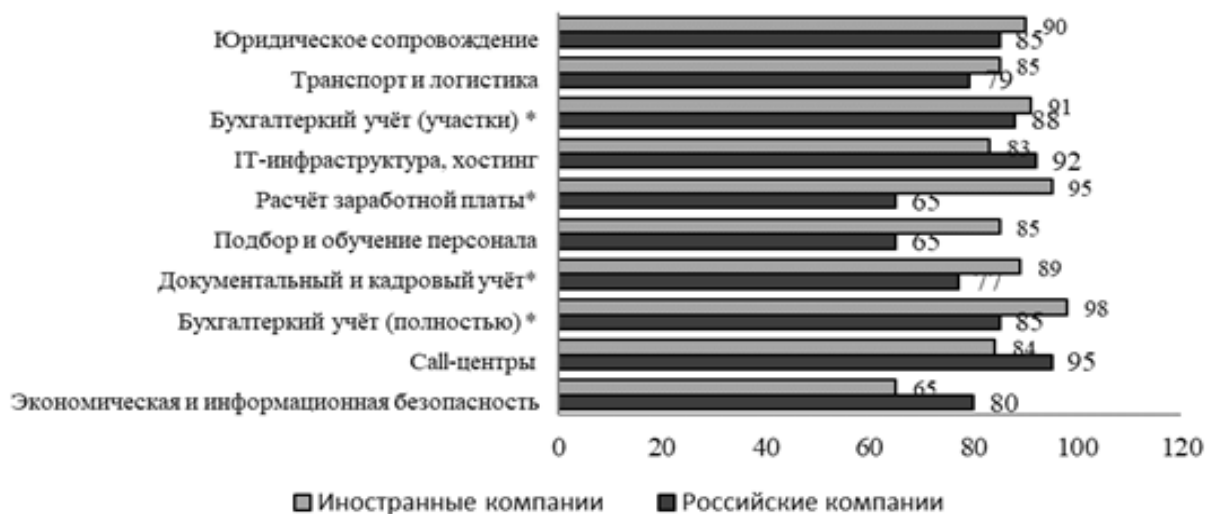 Юридическое сопровождение
90
85
Транспорт и логистика
85
79
Бухгалтеркий учёт (участки) *
91
88
IT-инфраструктура, хостинг
83
92
Расчёт заработной платы*
95
65
Подбор и обучение персонала
85
65
Документальный и кадровый учёт*
89
77
Бухгалтеркий учёт (полностью) *
98
85
Call-центры
84
95
Экономическая и информационная безопасность
65
80
0 20 40 60 80 100 120
Иностранные компании Российские компании